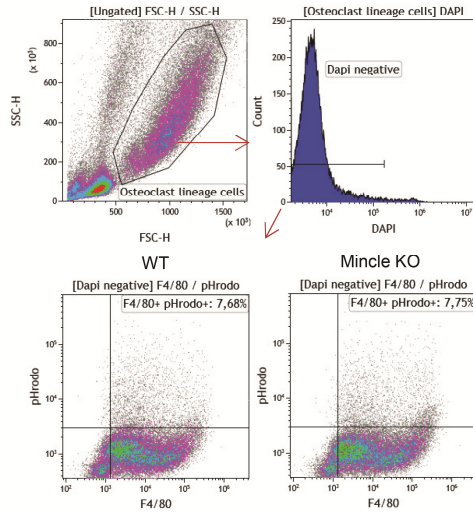 [Ungated] FSC-H / SSC-H
800
(x 10³)
600
400
200
0
SSC-H
Osteoclast lineage cells
500
1000
1500
(x 10³)
FSC-H
[Osteoclast lineage cells] DAPI
250
200
150
100
50
0
Count
Dapi negative
10⁴
10⁵
10⁶
10⁷
DAPI
WT
[Dapi negative] F4/80 / pHrodo
F4/80+ pHrodo+: 7,68%
pHrodo
10⁵
10⁴
10³
10²
10³
10⁴
10⁵
10⁶
F4/80
Mincle KO
[Dapi negative] F4/80 / pHrodo
F4/80+ pHrodo+: 7,75%
pHrodo
10⁵
10⁴
10³
10²
10³
10⁴
10⁵
10⁶
F4/80